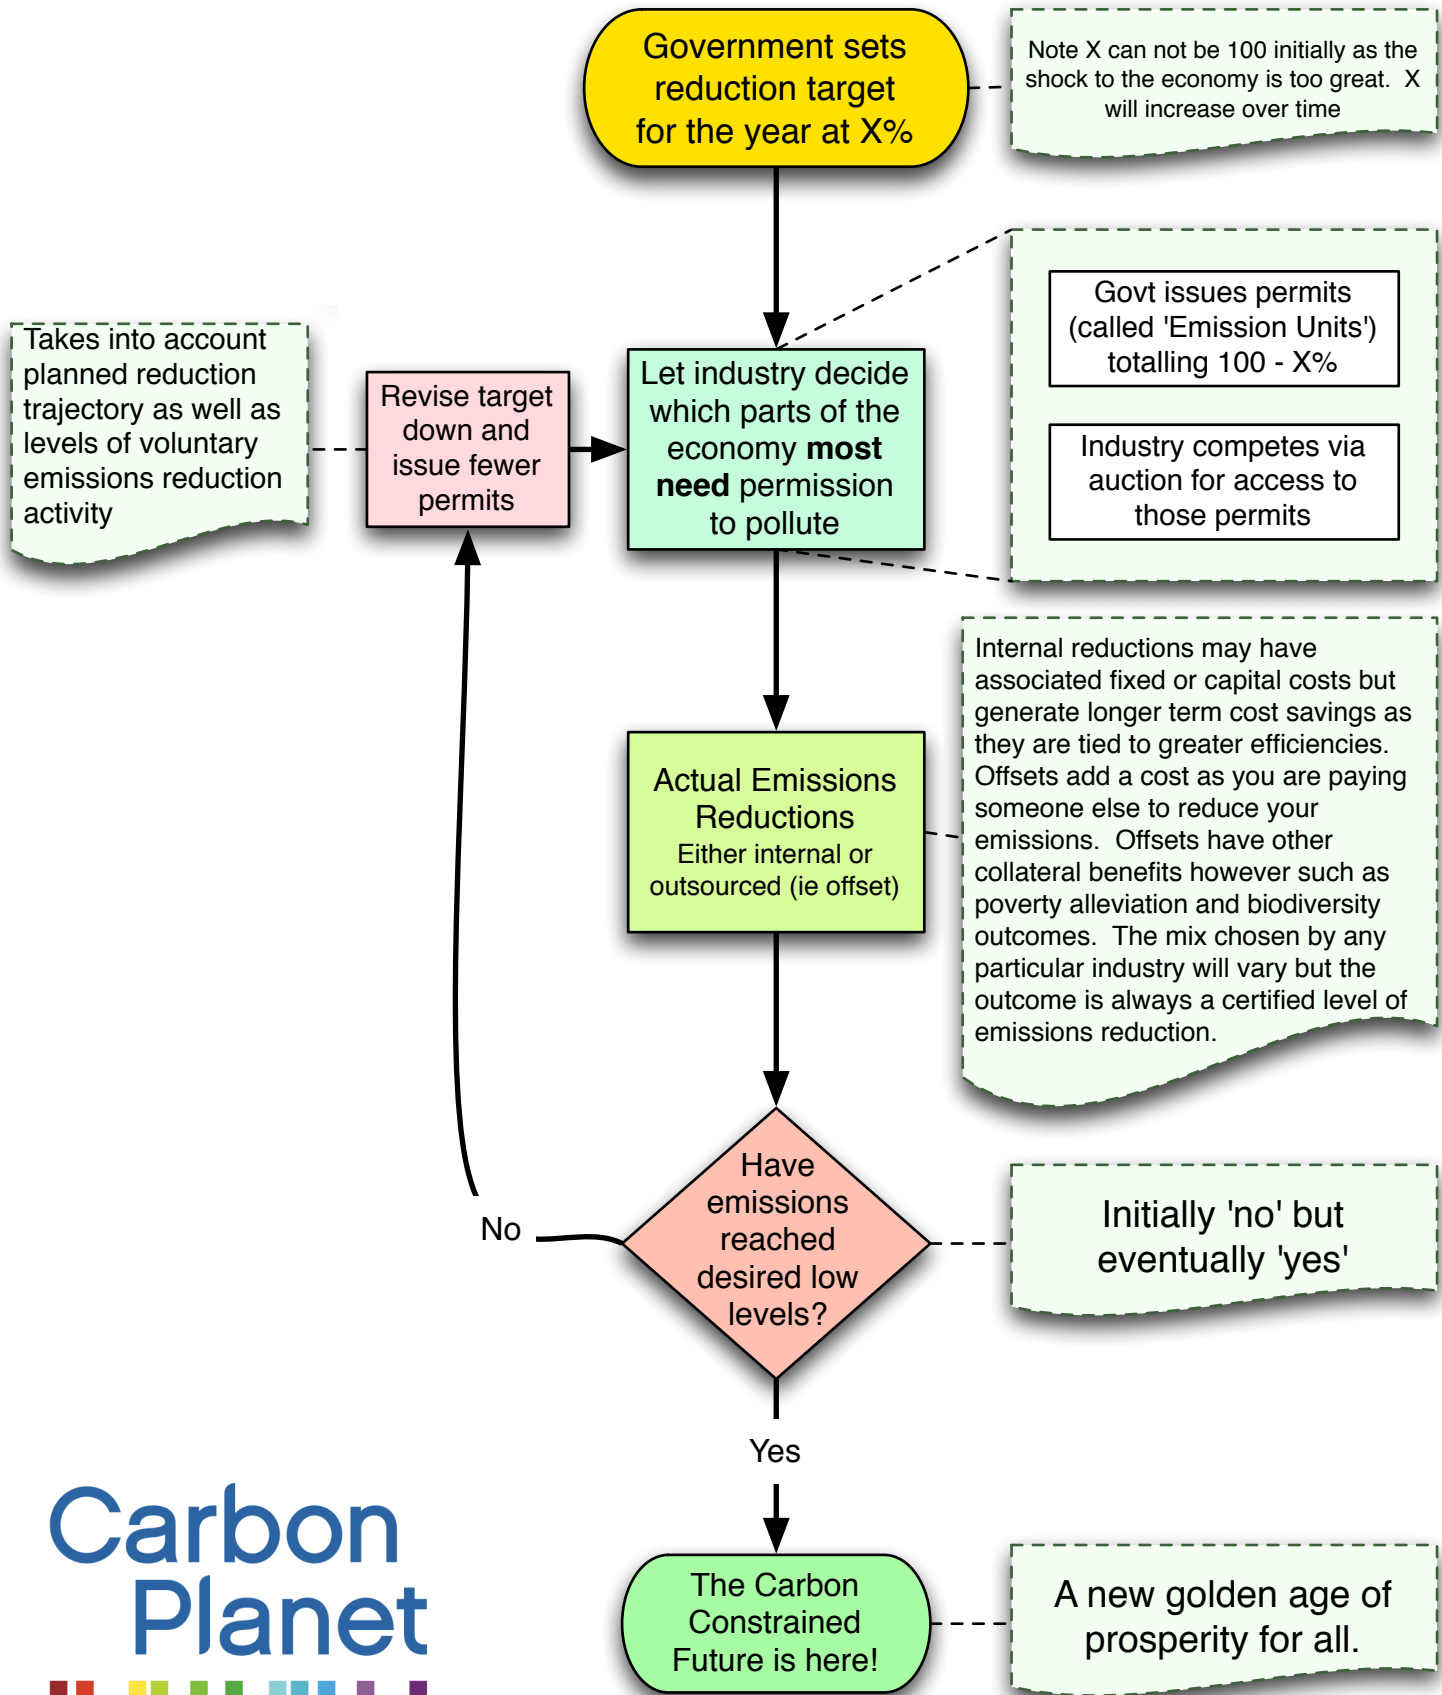 Government sets
reduction target
for the year at X%
Note X can not be 100 initially as the
shock to the economy is too great.  X
will increase over time
Govt issues permits
(called 'Emission Units')
totalling 100 - X%
Industry competes via
auction for access to
those permits
Takes into account
planned reduction
trajectory as well as
levels of voluntary
emissions reduction
activity
Revise target
down and
issue fewer
permits
Let industry decide
which parts of the
economy most
need permission
to pollute
Actual Emissions
Reductions
Either internal or
outsourced (ie offset)
Internal reductions may have
associated fixed or capital costs but
generate longer term cost savings as
they are tied to greater efficiencies.
Offsets add a cost as you are paying
someone else to reduce your
emissions.  Offsets have other
collateral benefits however such as
poverty alleviation and biodiversity
outcomes.  The mix chosen by any
particular industry will vary but the
outcome is always a certified level of
emissions reduction.
Have
emissions
reached
desired low
levels?
No
Initially 'no' but
eventually 'yes'
Yes
The Carbon
Constrained
Future is here!
A new golden age of
prosperity for all.
Carbon
Planet